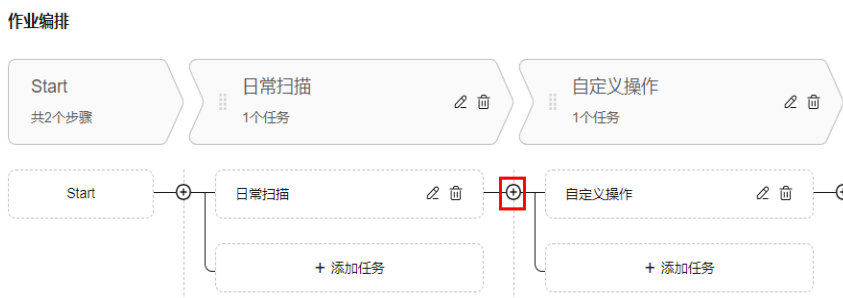 作业编排
Start
共2个步骤
日常扫描
1个任务
自定义操作
1个任务
Start
日常扫描
自定义操作
+ 添加任务
+ 添加任务